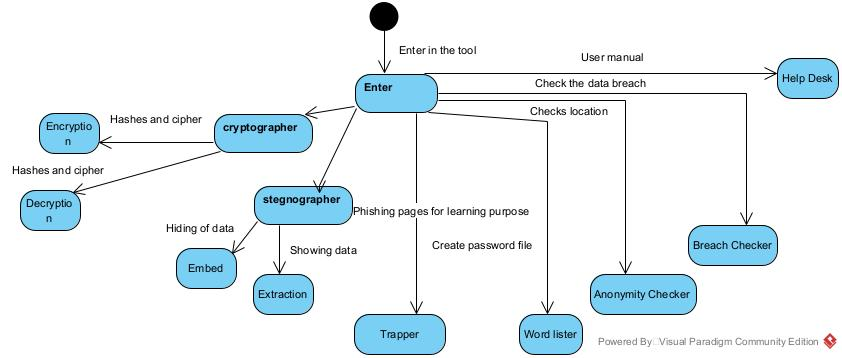 Enter in the tool
User manual
Help Desk
Enter
Check the data breach
Checks location
Hashes and cipher
cryptographer
Encryptio
n
Hashes and cipher
Decryptio
n
stegnographer
Phishing pages for learning purpose
Hiding of data
Showing data
Create password file
Breach Checker
Embed
Extraction
Anonymity Checker
Trapper
Word lister
Powered By Visual Paradigm Community Edition